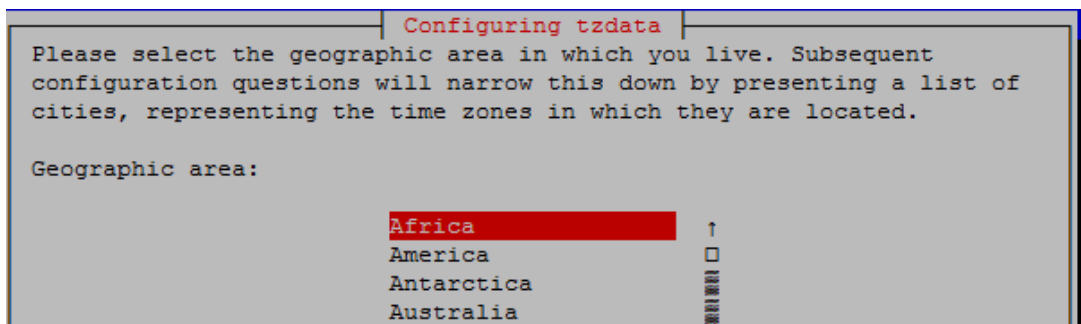 Configuring tzdata
Please select the geographic area in which you live. Subsequent
configuration questions will narrow this down by presenting a list of
cities, representing the time zones in which they are located.
Geographic area:
Africa
America
Antarctica
Australia